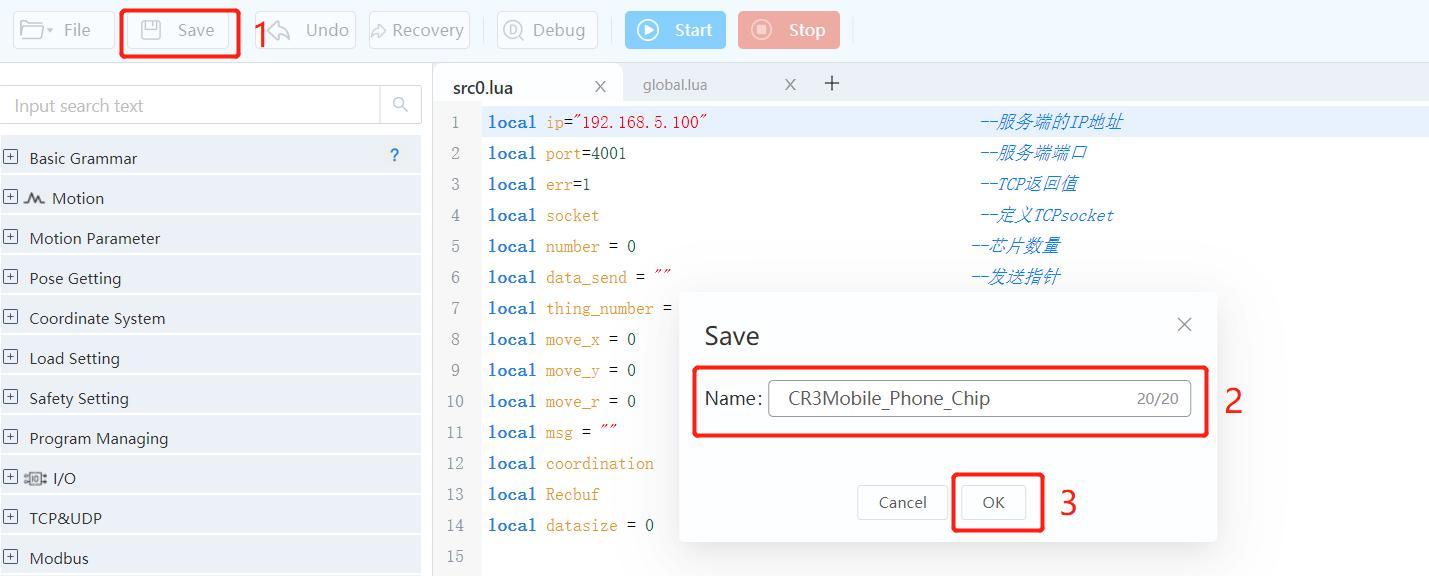 File Save 1 Undo Recovery Debug Start Stop
Input search text
Basic Grammar ?
Motion
Motion Parameter
Pose Getting
Coordinate System
Load Setting
Safety Setting
Program Managing
I/O
TCP&UDP
Modbus
src0.lua X global.lua X +
1 local ip="192.168.5.100" --服务端的IP地址
2 local port=4001 --服务端端口
3 local err=1 --TCP返回值
4 local socket --定义TCPsocket
5 local number = 0 --芯片数量
6 local data_send = "" --发送指针
7 local thing_number =
8 local move_x = 0
9 local move_y = 0
10 local move_r = 0
11 local msg = ""
12 local coordination
13 local Recbuf
14 local datasize = 0
15
Save
Name: CR3Mobile_Phone_Chip 20/20 2
Cancel OK 3